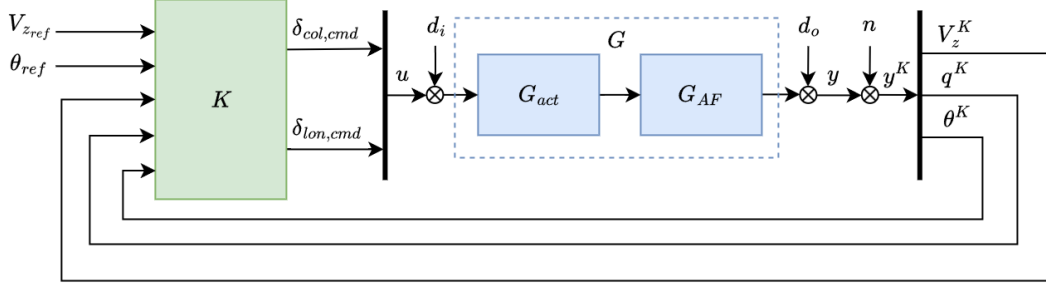 V_{z_{ref}}
θ_{ref}
K
δ_{col,cmd}
δ_{lon,cmd}
u
d_i
G
G_{act}
G_{AF}
d_o
y
n
y^K
V_z^K
q^K
θ^K